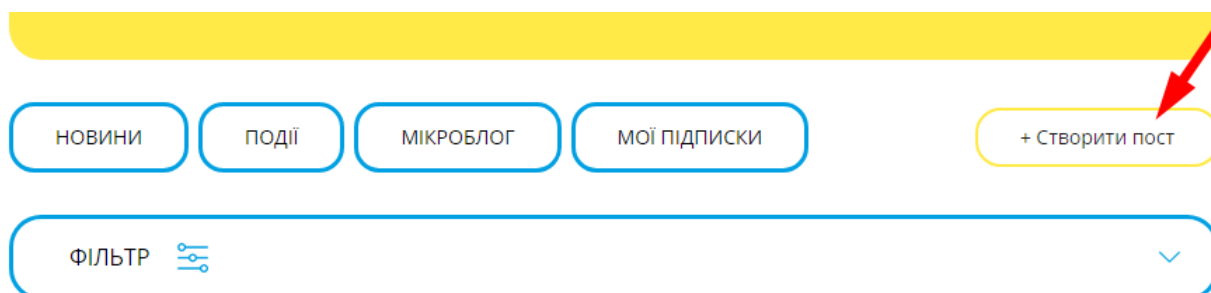 НОВИНИ ПОДІЇ МІКРОБЛОГ МОЇ ПІДПИСКИ + Створити пост
ФІЛЬТР